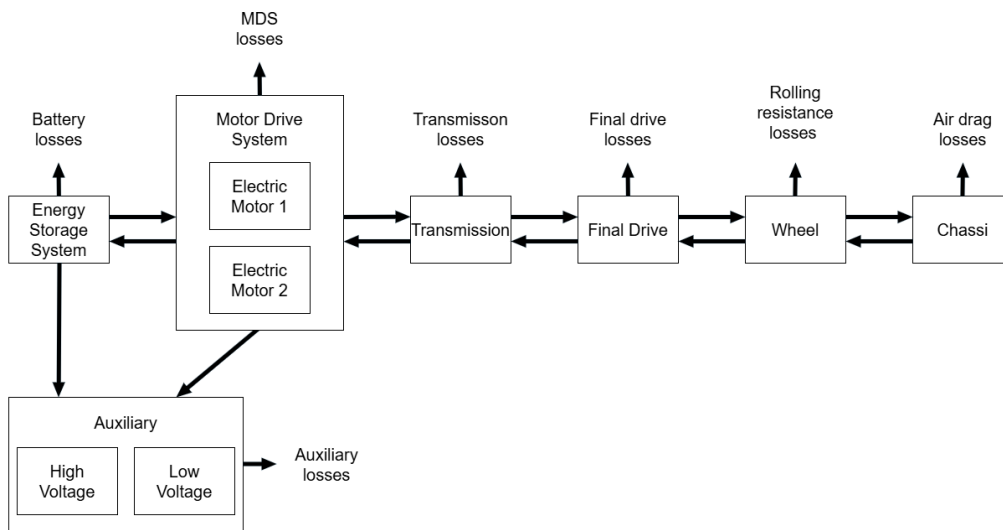 MDS
losses
Battery
losses
Motor Drive
System
Transmisson
losses
Final drive
losses
Rolling
resistance
losses
Air drag
losses
Energy
Storage
System
Electric
Motor 1
Electric
Motor 2
Transmission
Final Drive
Wheel
Chassi
Auxiliary
High
Voltage
Low
Voltage
Auxiliary
losses